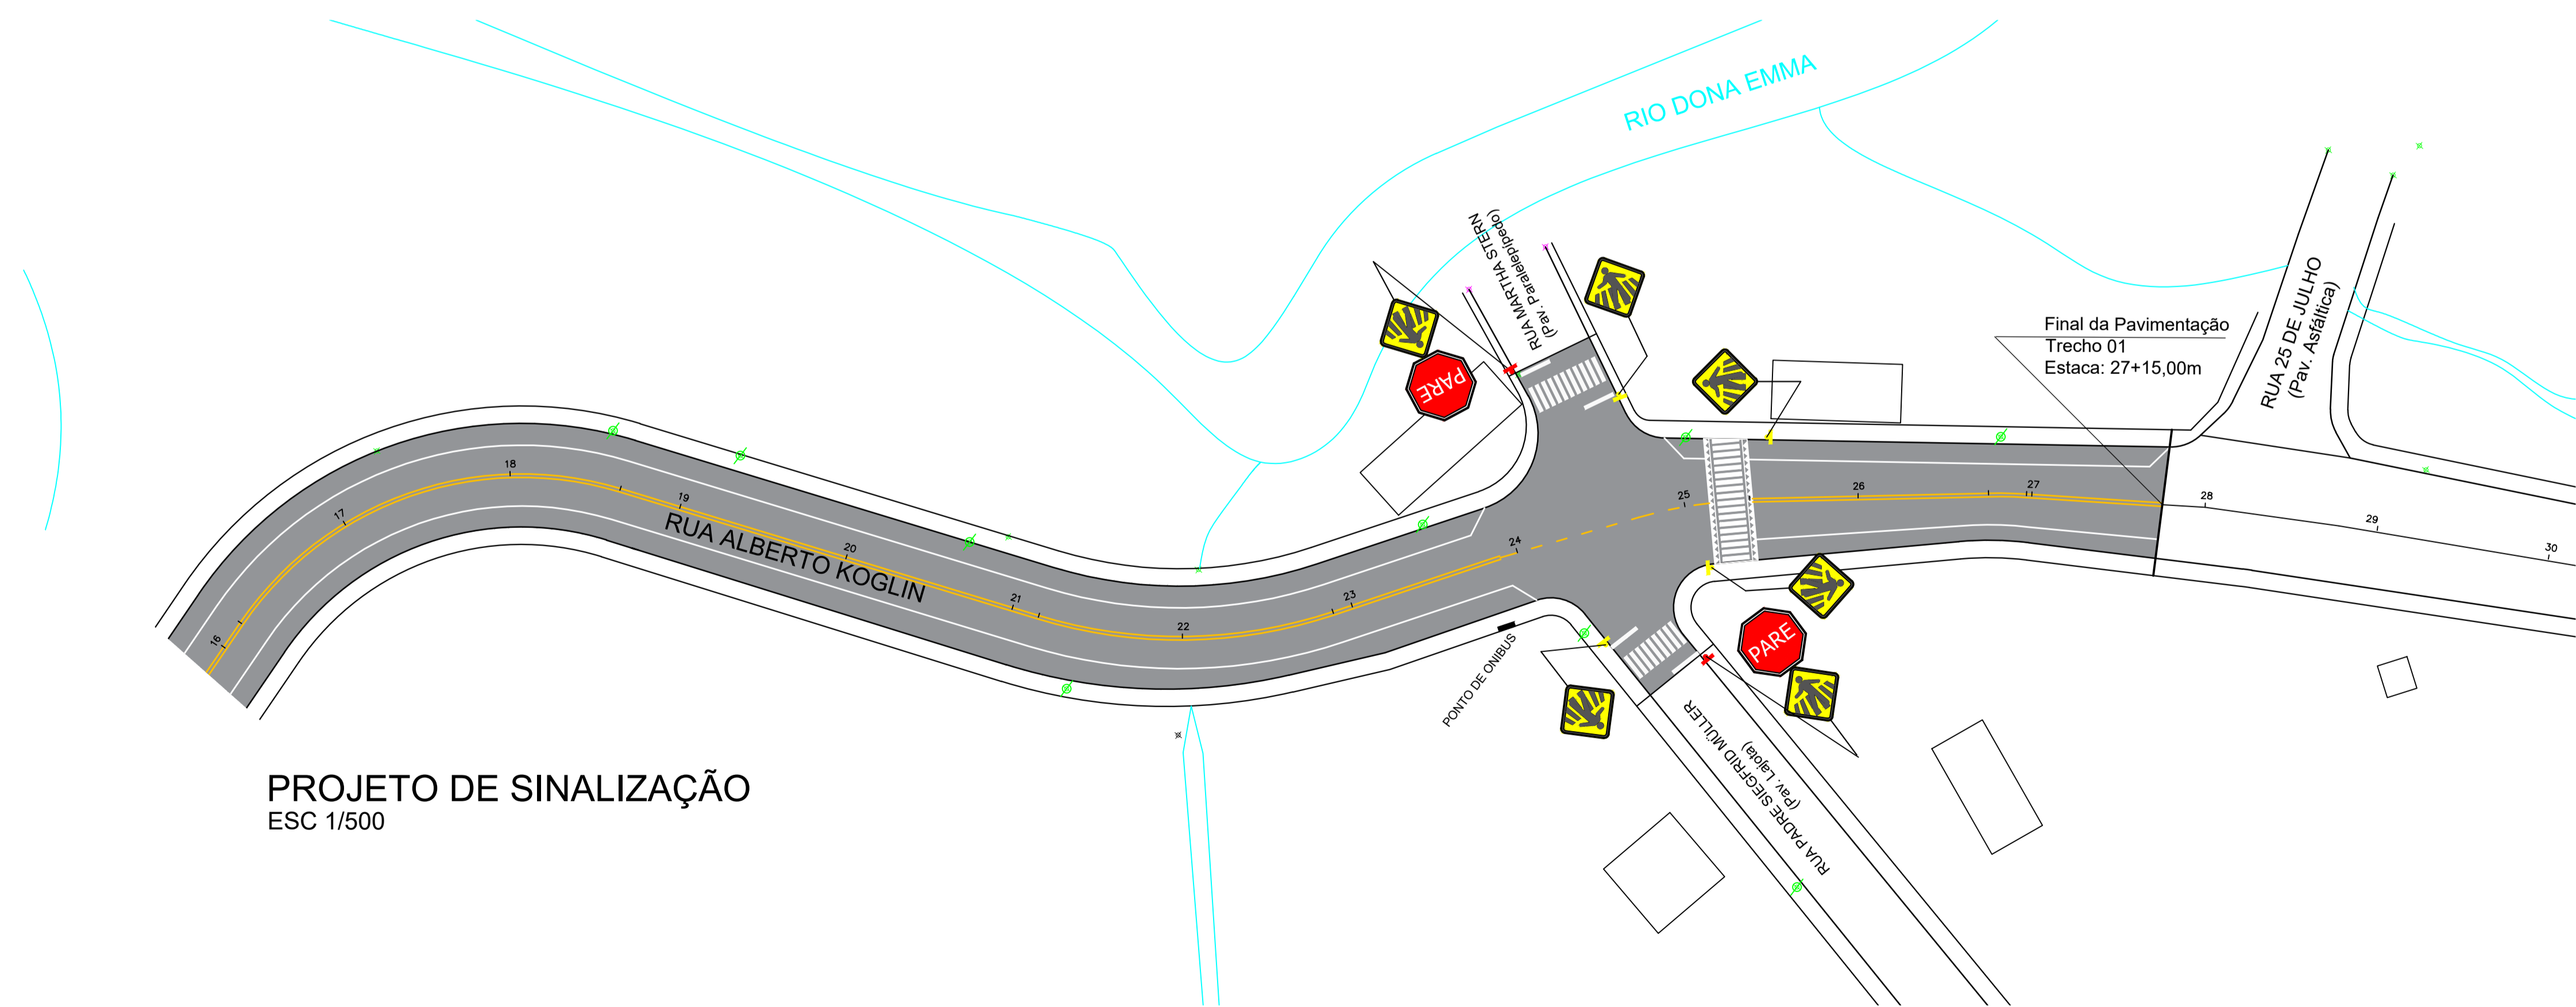 RIO DONA EMMA
RUA MARTHA STERN
(Pav. Paralelepípedo)
PARE
Final da Pavimentação
Trecho 01
Estaca: 27+15,00m
RUA 25 DE JULHO
(Pav. Asfáltica)
16
17
18
19
20
21
22
23
24
25
26
27
28
29
30
RUA ALBERTO KOGLIN
PONTO DE ONIBUS
PARE
RUA PADRE SIEGFRID MÜLLER
(Pav. Lajota)
PROJETO DE SINALIZAÇÃO
ESC 1/500